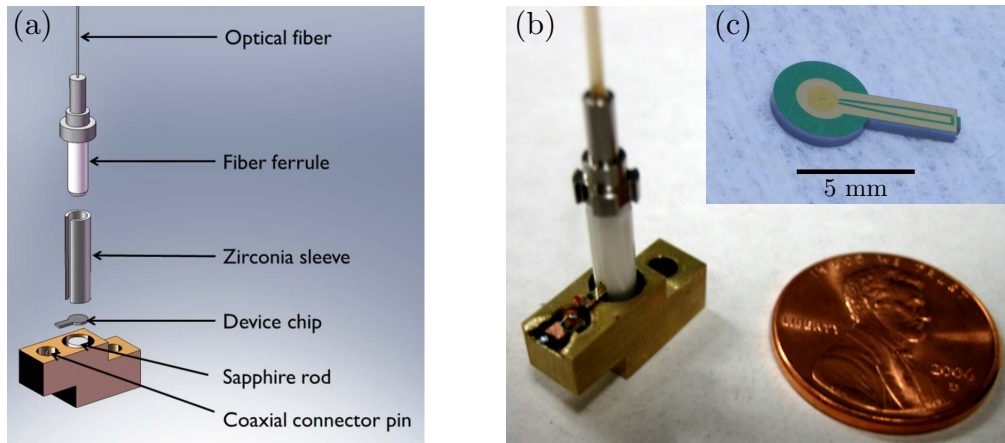 (a)
Optical fiber
Fiber ferrule
Zirconia sleeve
Device chip
Sapphire rod
Coaxial connector pin
(b)
(c)
5 mm
LIBERTY
2006
D